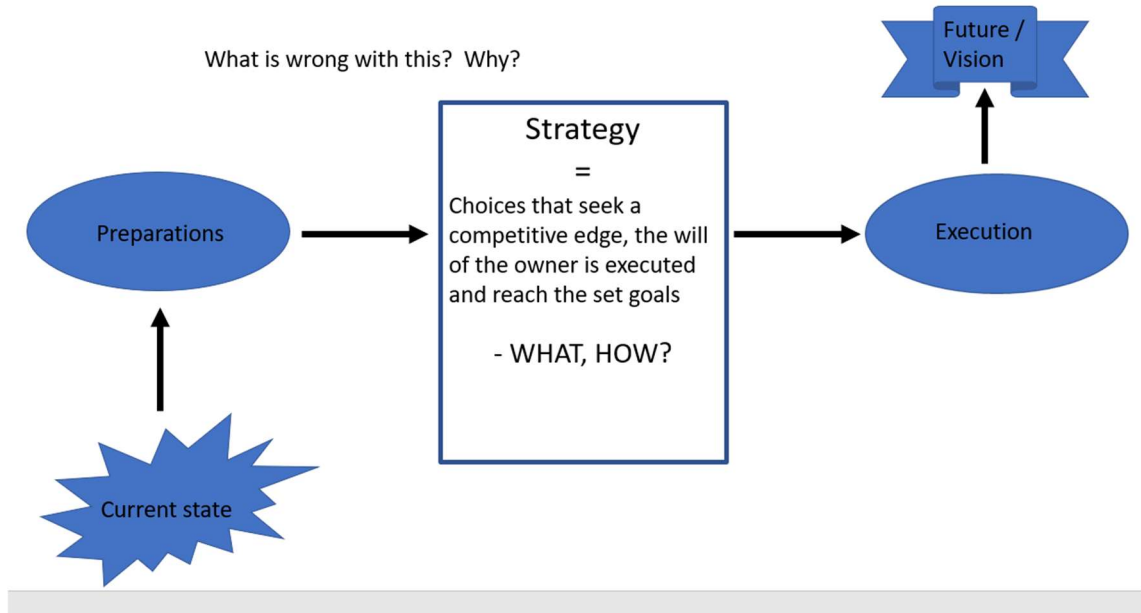 What is wrong with this?  Why?
Future /
Vision
Strategy
=
Choices that seek a
competitive edge, the will
of the owner is executed
and reach the set goals
- WHAT, HOW?
Preparations
Execution
Current state